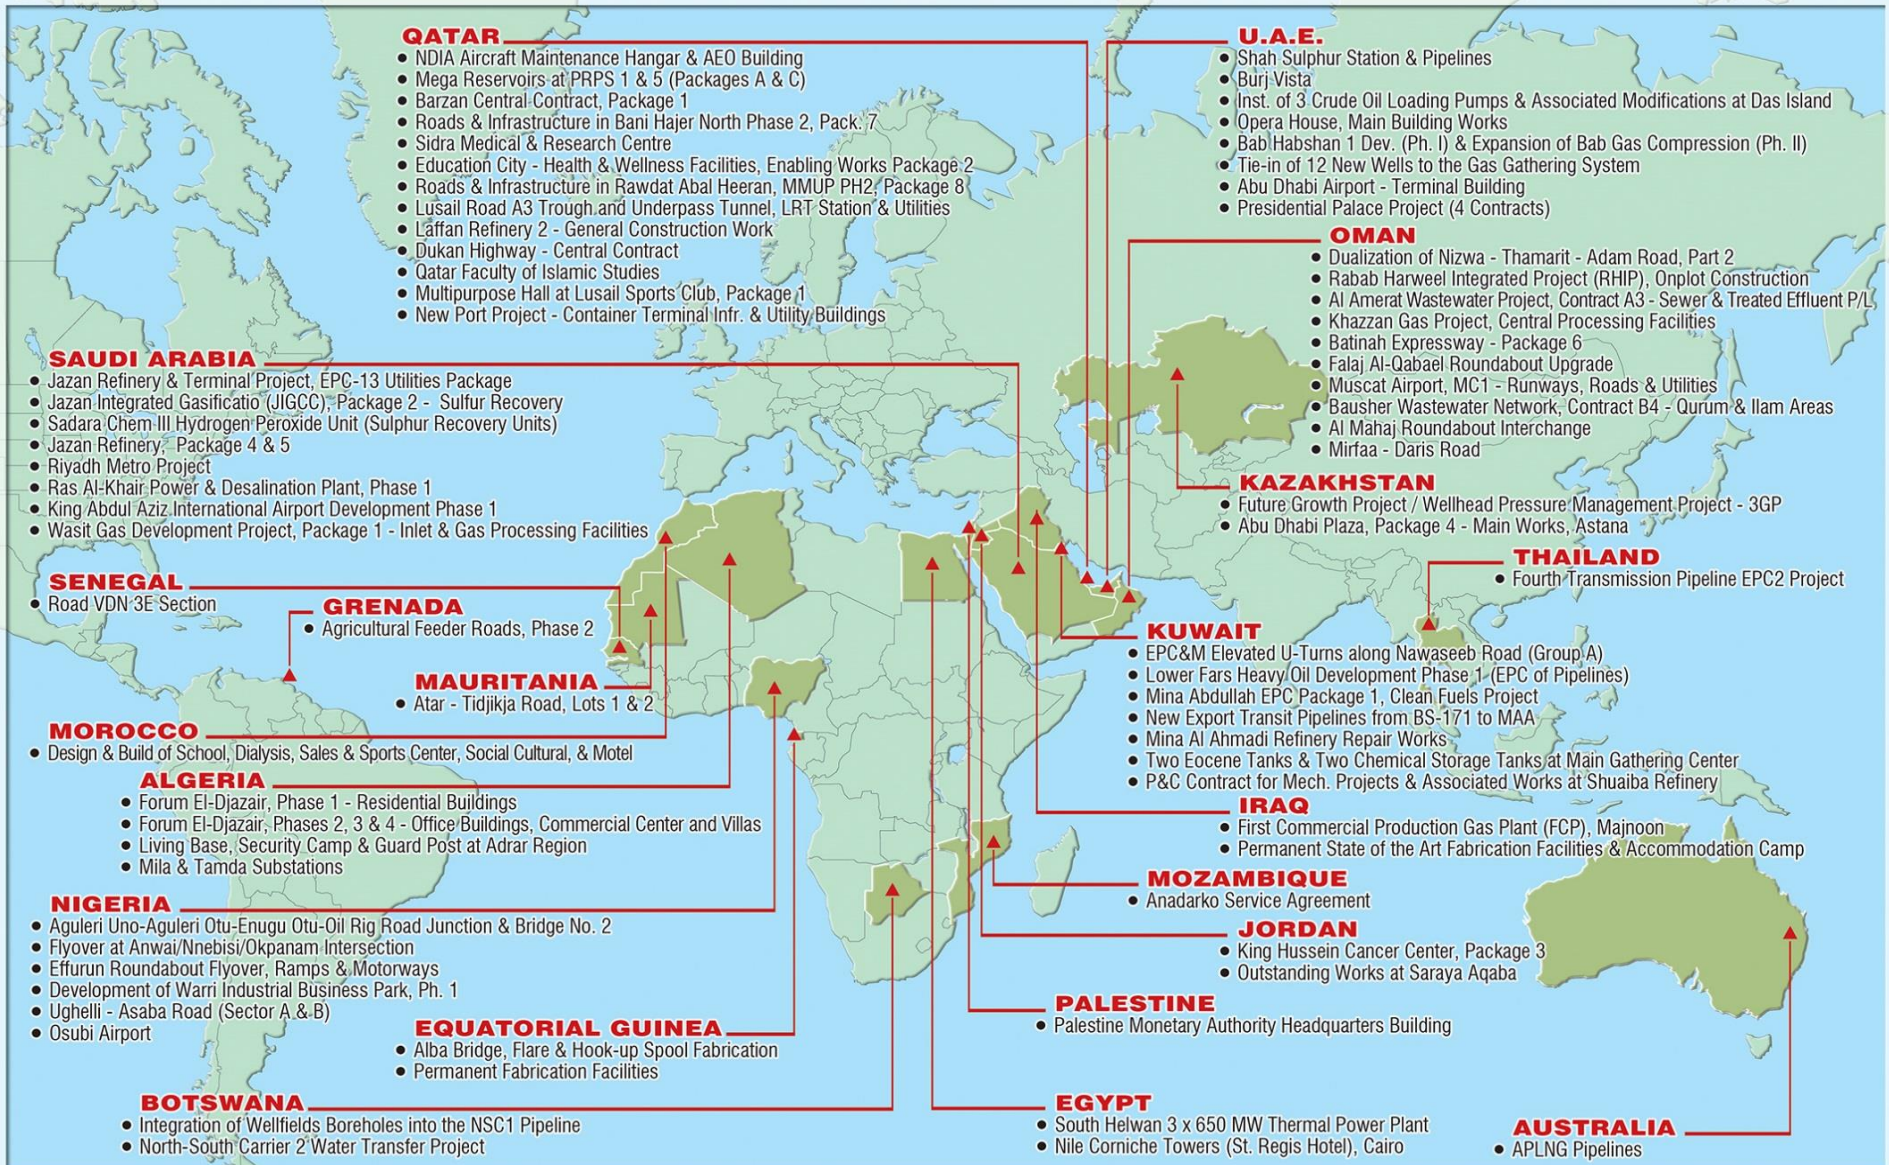 QATAR
• NDIA Aircraft Maintenance Hangar & AEO Building
• Mega Reservoirs at PRPS 1 & 5 (Packages A & C)
• Barzan Central Contract, Package 1
• Roads & Infrastructure in Bani Hajer North Phase 2, Pack. 7
• Sidra Medical & Research Centre
• Education City - Health & Wellness Facilities, Enabling Works Package 2
• Roads & Infrastructure in Rawdat Abal Heeran, MMUP PH2, Package 8
• Lusail Road A3 Trough and Underpass Tunnel, LRT Station & Utilities
• Laffan Refinery 2 - General Construction Work
• Dukan Highway - Central Contract
• Qatar Faculty of Islamic Studies
• Multipurpose Hall at Lusail Sports Club, Package 1
• New Port Project - Container Terminal Infr. & Utility Buildings
U.A.E.
• Shah Sulphur Station & Pipelines
• Burj Vista
• Inst. of 3 Crude Oil Loading Pumps & Associated Modifications at Das Island
• Opera House, Main Building Works
• Bab Habshan 1 Dev. (Ph. I) & Expansion of Bab Gas Compression (Ph. II)
• Tie-in of 12 New Wells to the Gas Gathering System
• Abu Dhabi Airport - Terminal Building
• Presidential Palace Project (4 Contracts)
OMAN
• Dualization of Nizwa - Thamarit - Adam Road, Part 2
• Rabab Harweel Integrated Project (RHIP), Onplot Construction
• Al Amerat Wastewater Project, Contract A3 - Sewer & Treated Effluent P/L
• Khazzan Gas Project, Central Processing Facilities
• Batinah Expressway - Package 6
• Falaj Al-Qabael Roundabout Upgrade
• Muscat Airport, MC1 - Runways, Roads & Utilities
• Bausher Wastewater Network, Contract B4 - Qurum & Ilam Areas
• Al Mahaj Roundabout Interchange
• Mirfaa - Daris Road
SAUDI ARABIA
• Jazan Refinery & Terminal Project, EPC-13 Utilities Package
• Jazan Integrated Gasificatio (JIGCC), Package 2 - Sulfur Recovery
• Sadara Chem III Hydrogen Peroxide Unit (Sulphur Recovery Units)
• Jazan Refinery, Package 4 & 5
• Riyadh Metro Project
• Ras Al-Khair Power & Desalination Plant, Phase 1
• King Abdul Aziz International Airport Development Phase 1
• Wasit Gas Development Project, Package 1 - Inlet & Gas Processing Facilities
KAZAKHSTAN
• Future Growth Project / Wellhead Pressure Management Project - 3GP
• Abu Dhabi Plaza, Package 4 - Main Works, Astana
THAILAND
• Fourth Transmission Pipeline EPC2 Project
SENEGAL
• Road VDN 3E Section
GRENADA
• Agricultural Feeder Roads, Phase 2
KUWAIT
• EPC&M Elevated U-Turns along Nawaseeb Road (Group A)
• Lower Fars Heavy Oil Development Phase 1 (EPC of Pipelines)
• Mina Abdullah EPC Package 1, Clean Fuels Project
• New Export Transit Pipelines from BS-171 to MAA
• Mina Al Ahmadi Refinery Repair Works
• Two Eocene Tanks & Two Chemical Storage Tanks at Main Gathering Center
• P&C Contract for Mech. Projects & Associated Works at Shuaiba Refinery
MAURITANIA
• Atar - Tidjikja Road, Lots 1 & 2
MOROCCO
• Design & Build of School, Dialysis, Sales & Sports Center, Social Cultural, & Motel
ALGERIA
• Forum El-Djazair, Phase 1 - Residential Buildings
• Forum El-Djazair, Phases 2, 3 & 4 - Office Buildings, Commercial Center and Villas
• Living Base, Security Camp & Guard Post at Adrar Region
• Mila & Tamda Substations
IRAQ
• First Commercial Production Gas Plant (FCP), Majnoon
• Permanent State of the Art Fabrication Facilities & Accommodation Camp
MOZAMBIQUE
• Anadarko Service Agreement
NIGERIA
• Aguleri Uno-Aguleri Otu-Enugu Otu-Oil Rig Road Junction & Bridge No. 2
• Flyover at Anwai/Nnebisi/Okpanam Intersection
• Effurun Roundabout Flyover, Ramps & Motorways
• Development of Warri Industrial Business Park, Ph. 1
• Ughelli - Asaba Road (Sector A & B)
• Osubi Airport
JORDAN
• King Hussein Cancer Center, Package 3
• Outstanding Works at Saraya Aqaba
PALESTINE
• Palestine Monetary Authority Headquarters Building
EQUATORIAL GUINEA
• Alba Bridge, Flare & Hook-up Spool Fabrication
• Permanent Fabrication Facilities
BOTSWANA
• Integration of Wellfields Boreholes into the NSC1 Pipeline
• North-South Carrier 2 Water Transfer Project
EGYPT
• South Helwan 3 x 650 MW Thermal Power Plant
• Nile Corniche Towers (St. Regis Hotel), Cairo
AUSTRALIA
• APLNG Pipelines